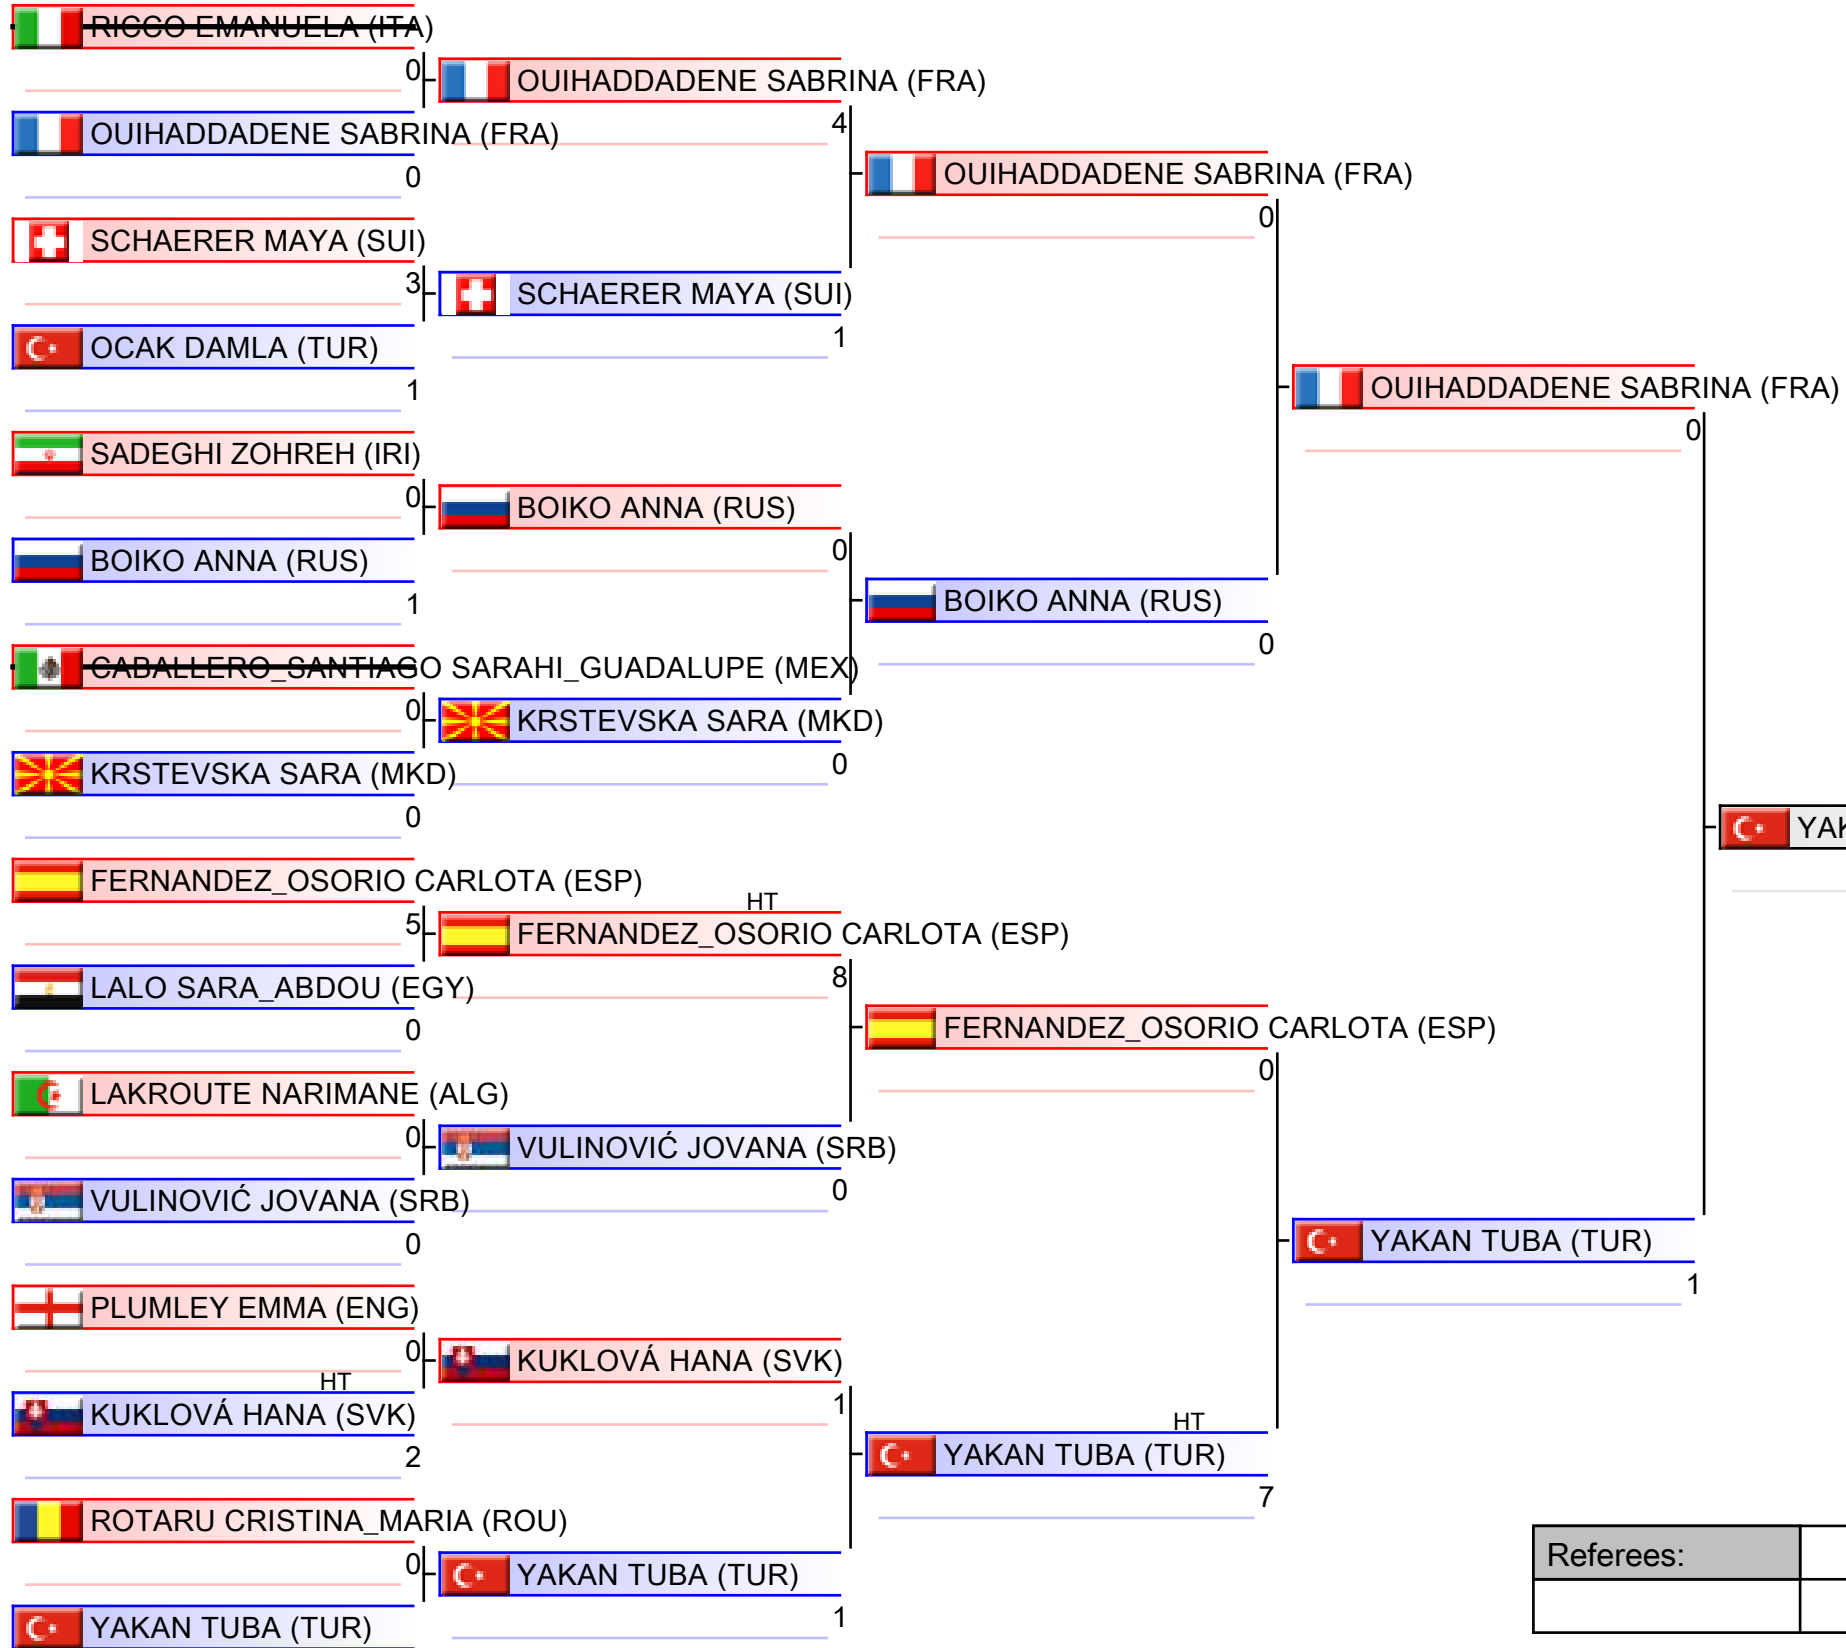 RICCO EMANUELA (ITA)
0
OUIHADDADENE SABRINA (FRA)
0
SCHAERER MAYA (SUI)
3
OCAK DAMLA (TUR)
1
SADEGHI ZOHREH (IRI)
0
BOIKO ANNA (RUS)
1
CABALLERO_SANTIAGO SARAHI_GUADALUPE (MEX)
0
KRSTEVSKA SARA (MKD)
0
FERNANDEZ_OSORIO CARLOTA (ESP)
5
LALO SARA_ABDOU (EGY)
0
LAKROUTE NARIMANE (ALG)
0
VULINOVIĆ JOVANA (SRB)
0
PLUMLEY EMMA (ENG)
0
HT
KUKLOVÁ HANA (SVK)
2
ROTARU CRISTINA_MARIA (ROU)
0
YAKAN TUBA (TUR)
OUIHADDADENE SABRINA (FRA)
4
SCHAERER MAYA (SUI)
1
BOIKO ANNA (RUS)
0
KRSTEVSKA SARA (MKD)
0
HT
FERNANDEZ_OSORIO CARLOTA (ESP)
8
VULINOVIĆ JOVANA (SRB)
0
KUKLOVÁ HANA (SVK)
1
YAKAN TUBA (TUR)
1
OUIHADDADENE SABRINA (FRA)
0
BOIKO ANNA (RUS)
0
FERNANDEZ_OSORIO CARLOTA (ESP)
0
HT
YAKAN TUBA (TUR)
7
OUIHADDADENE SABRINA (FRA)
0
YAKAN TUBA (TUR)
1
Referees: